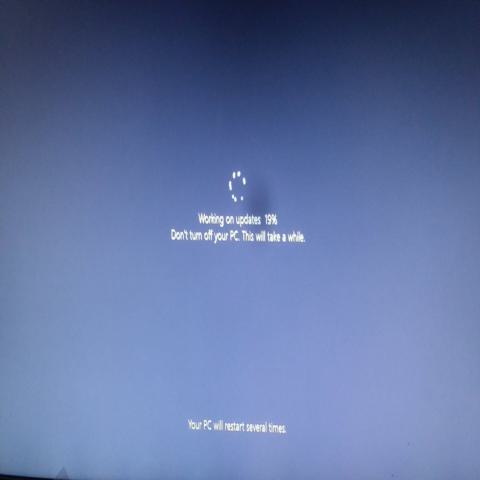 Working on updates 19%
Don't turn off your PC. This will take a while.
Your PC will restart several times.